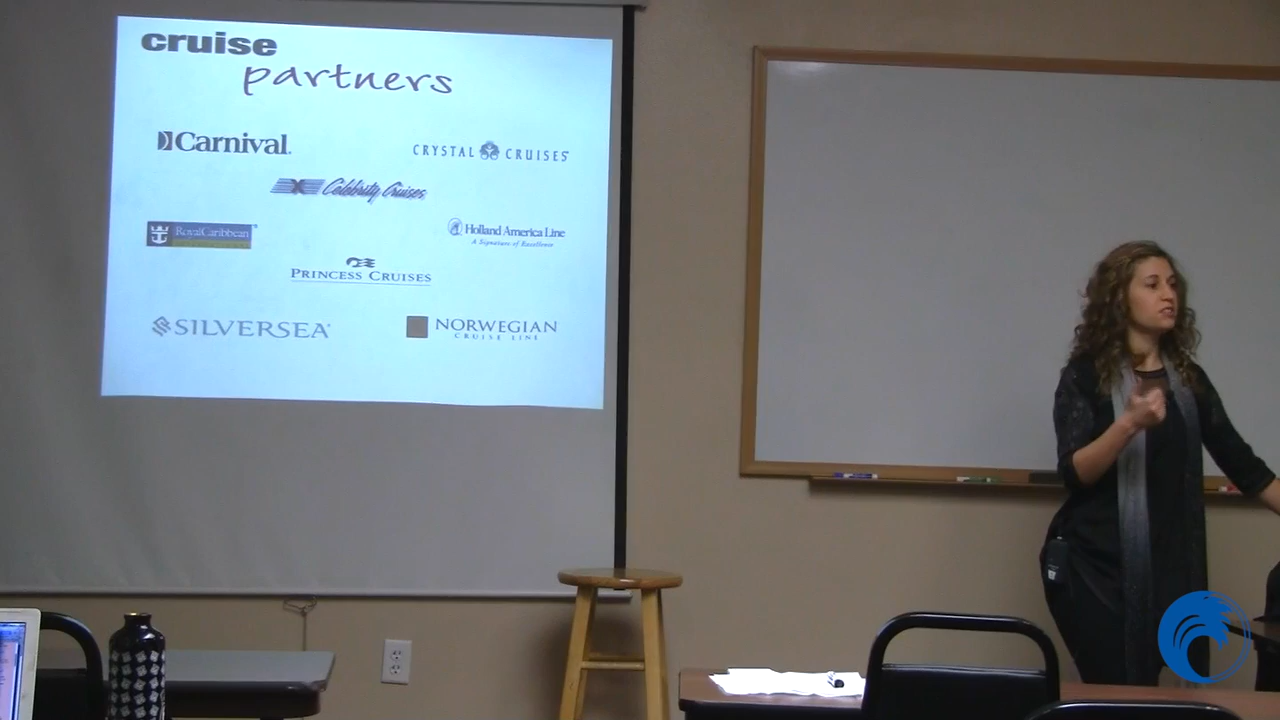 cruise
partners
Carnival.
CRYSTAL CRUISES
Celebrity Cruises
RoyalCaribbean
Holland America Line
A Signature of Excellence
PRINCESS CRUISES
SILVERSEA
NORWEGIAN
CRUISE LINE